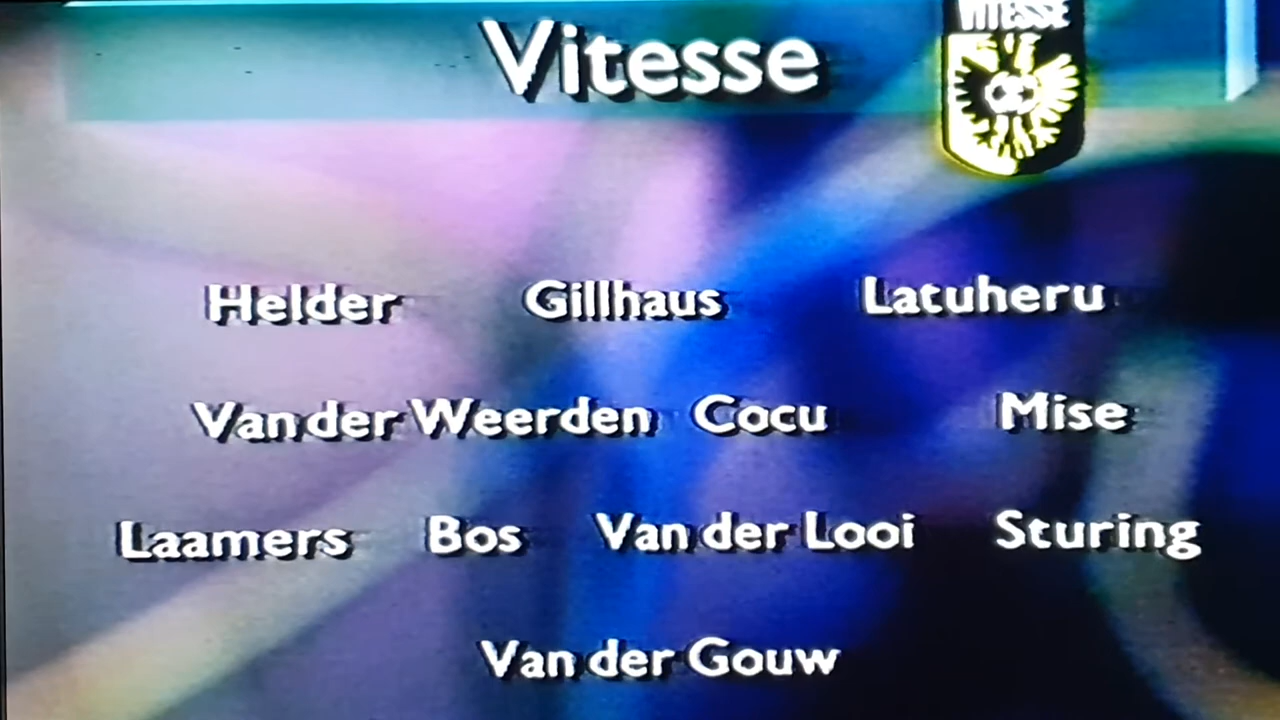 Vitesse
VITESSE
Helder Gillhaus Latuheru
Van der Weerden Cocu Mise
Laamers Bos Van der Looi Sturing
Van der Gouw